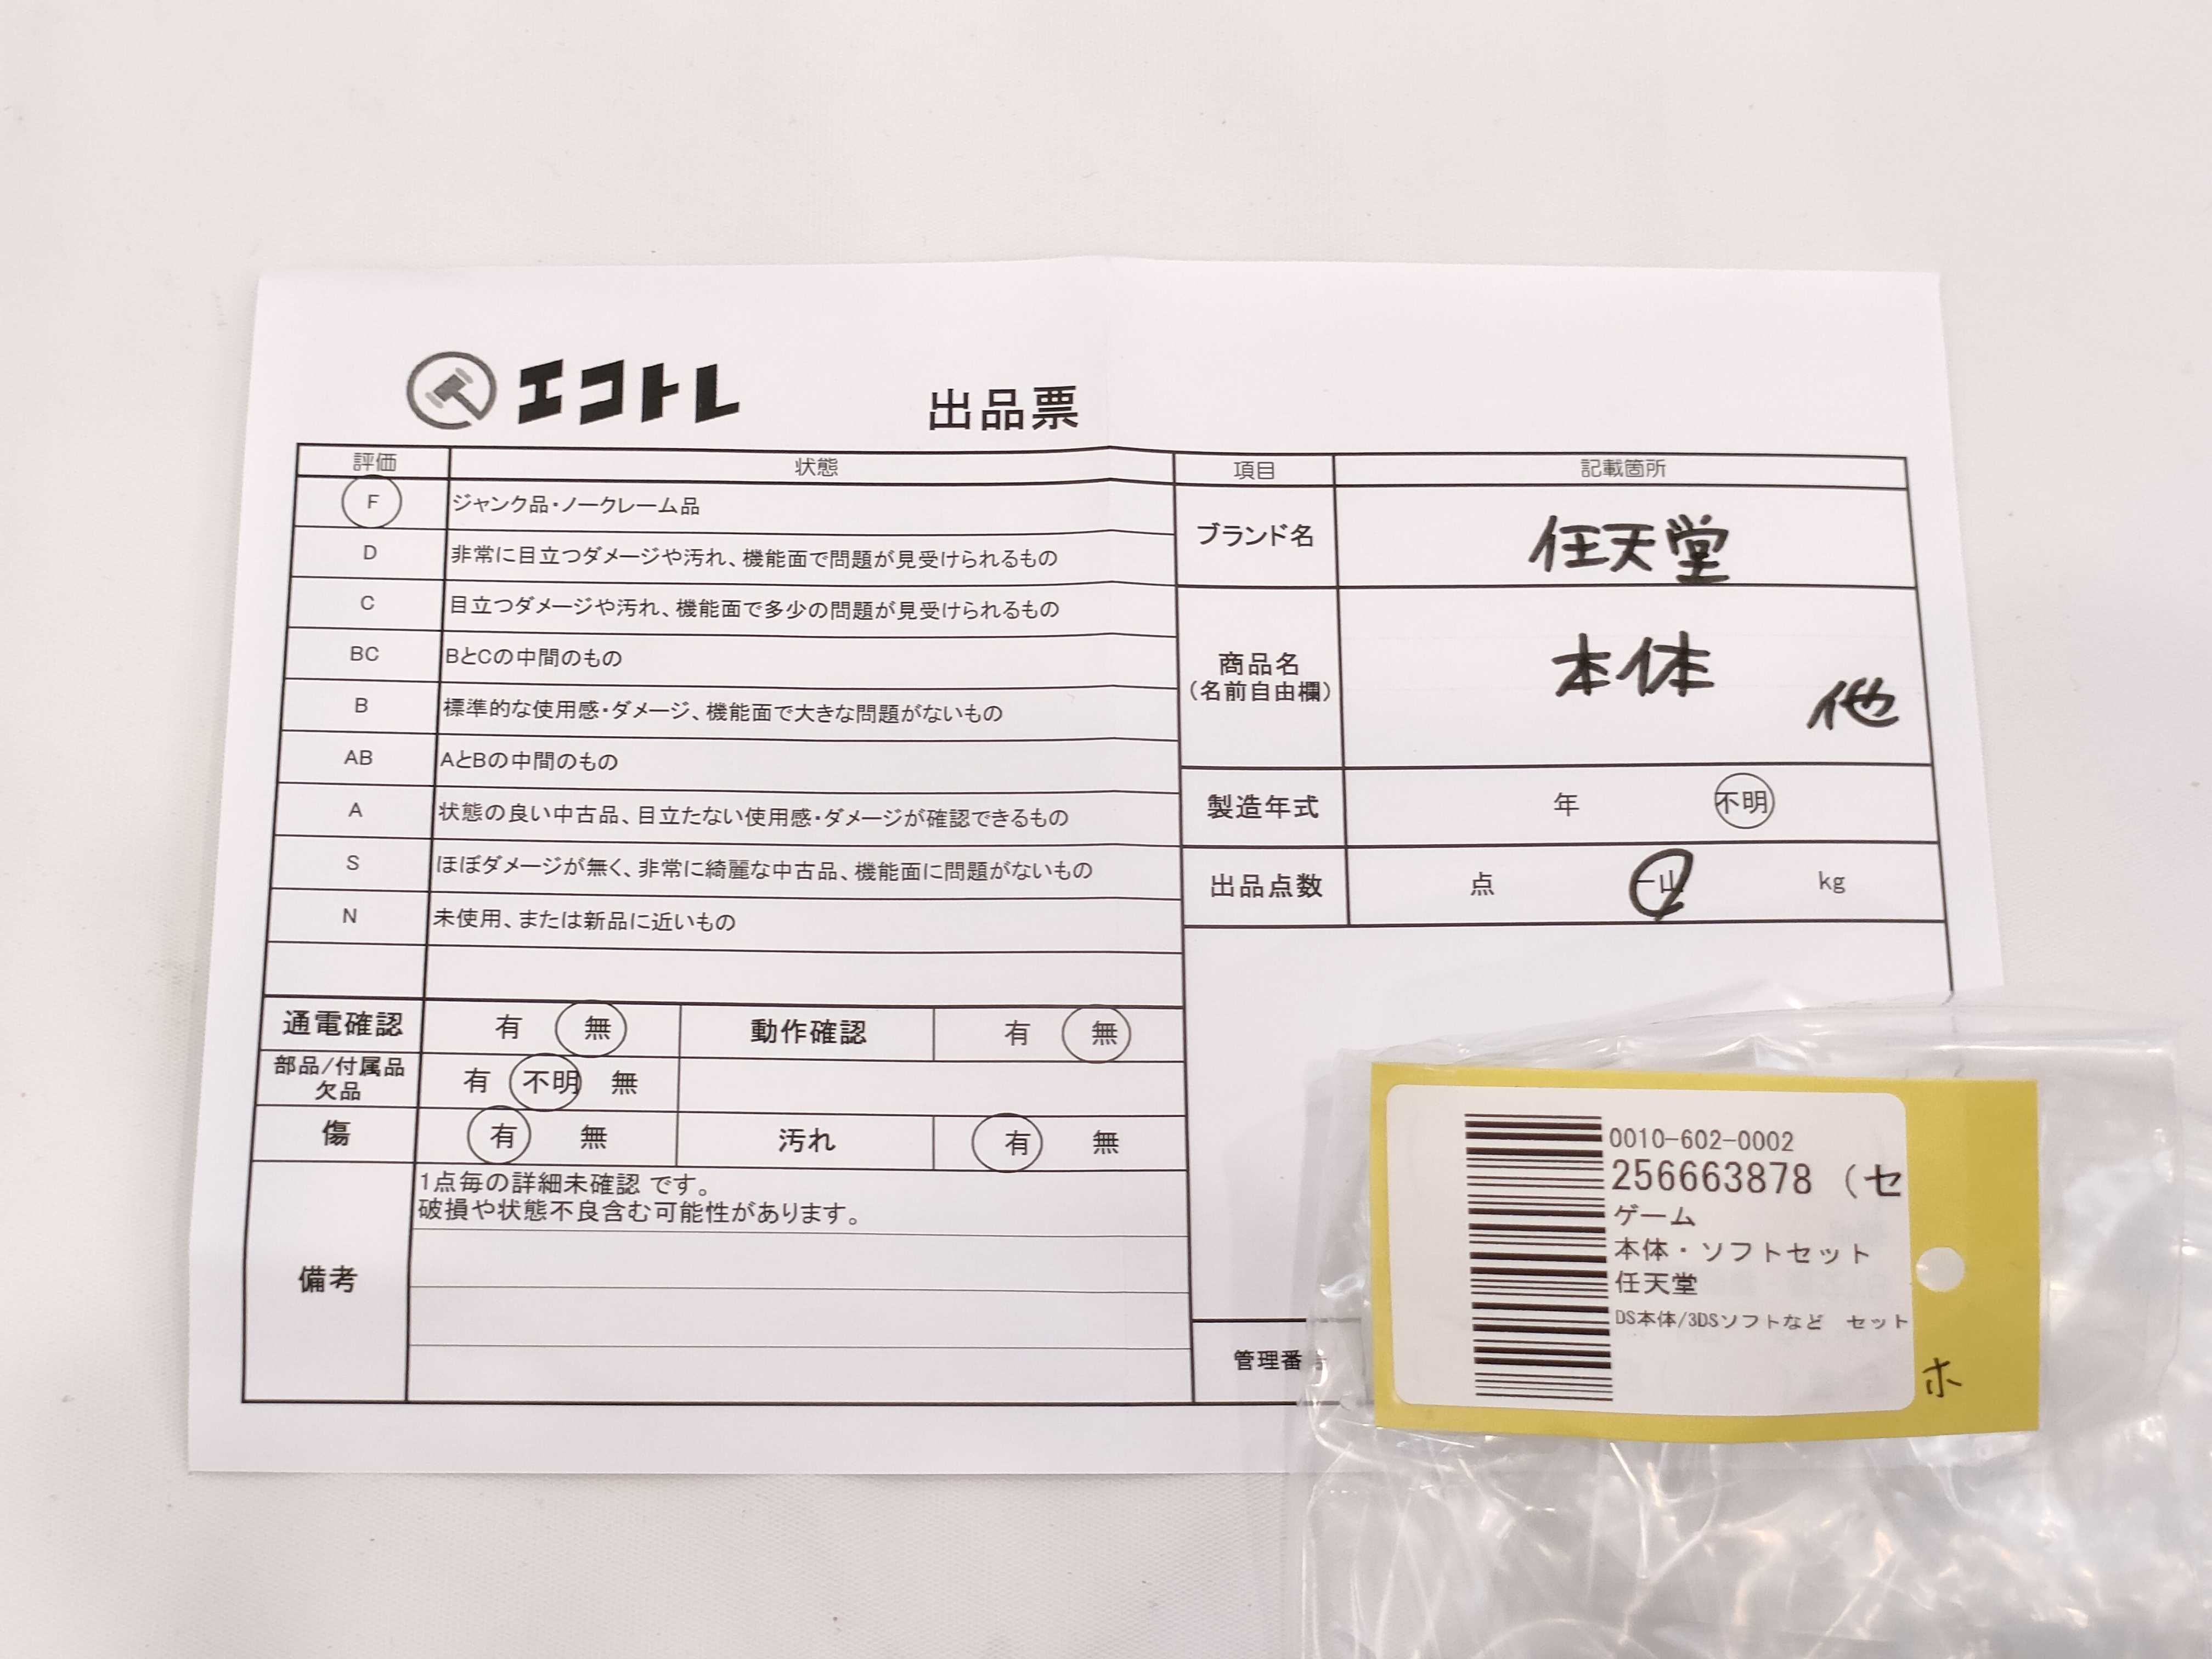 エコトレ 出品票
評価 状態
F ジャンク品・ノークレーム品
D 非常に目立つダメージや汚れ、機能面で問題が見受けられるもの
C 目立つダメージや汚れ、機能面で多少の問題が見受けられるもの
BC BとCの中間のもの
B 標準的な使用感・ダメージ、機能面で大きな問題がないもの
AB AとBの中間のもの
A 状態の良い中古品、目立たない使用感・ダメージが確認できるもの
S ほぼダメージが無く、非常に綺麗な中古品、機能面に問題がないもの
N 未使用、または新品に近いもの
通電確認 有 無 動作確認 有 無
部品/付属品
欠品 有 不明 無
傷 有 無 汚れ 有 無
備考
1点毎の詳細未確認 です。
破損や状態不良含む可能性があります。
項目 記載箇所
ブランド名 任天堂
商品名
(名前自由欄)
本体 他
製造年式 年 不明
出品点数 点 一山 kg
管理番
0010-602-0002
256663878 (セ
ゲーム
本体・ソフトセット
任天堂
DS本体/3DSソフトなど セット
ホ